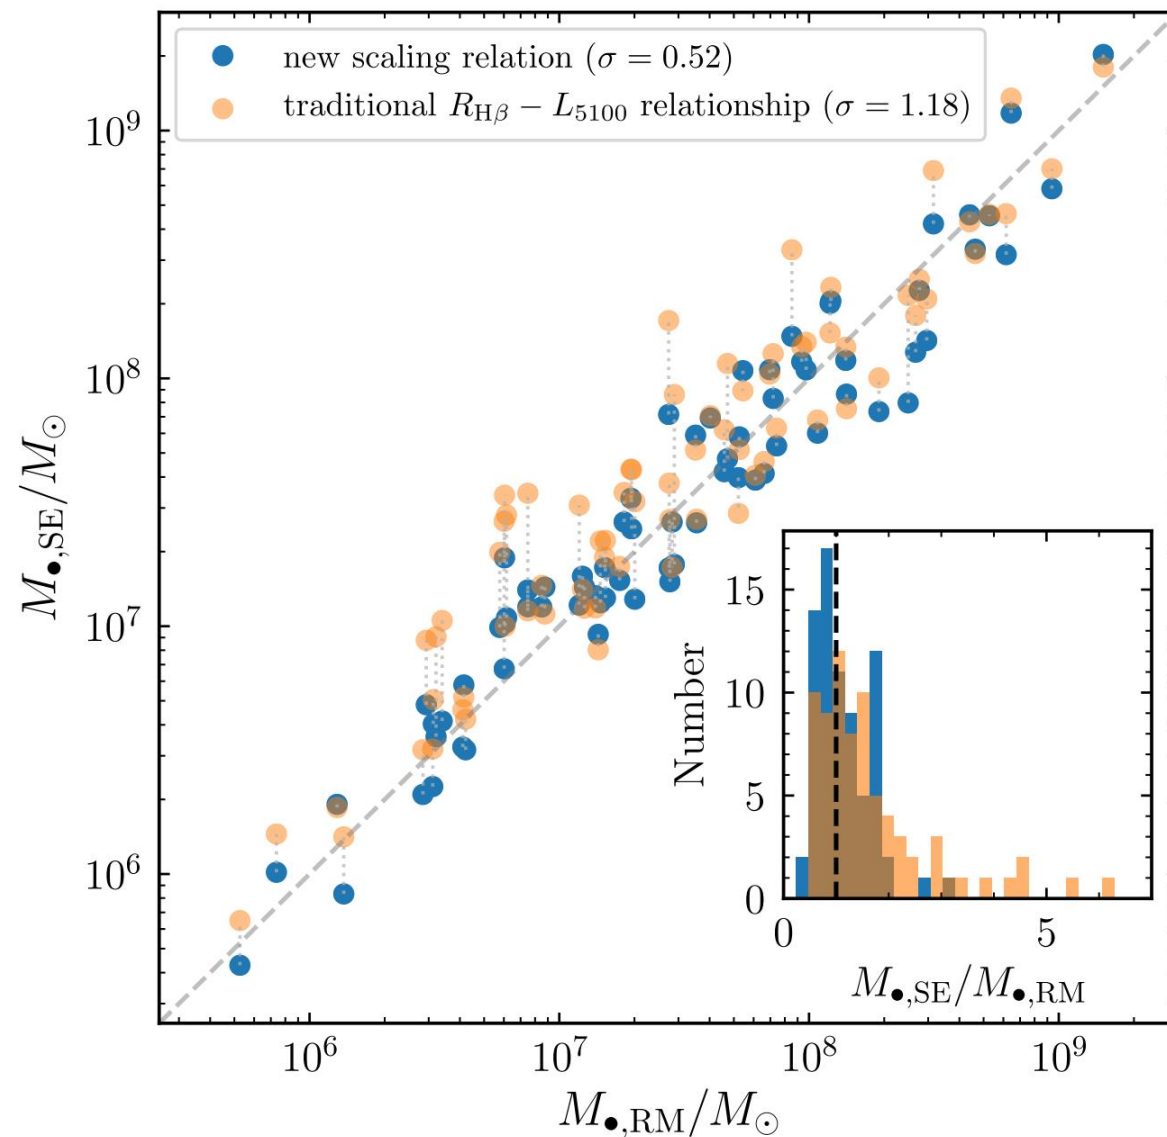 new scaling relation (σ = 0.52)
traditional R_Hβ − L_5100 relationship (σ = 1.18)
10^9
10^8
10^7
10^6
M_•,SE/M_⊙
10^6 10^7 10^8 10^9
M_•,RM/M_⊙
15
10
5
0
Number
0 5
M_•,SE/M_•,RM